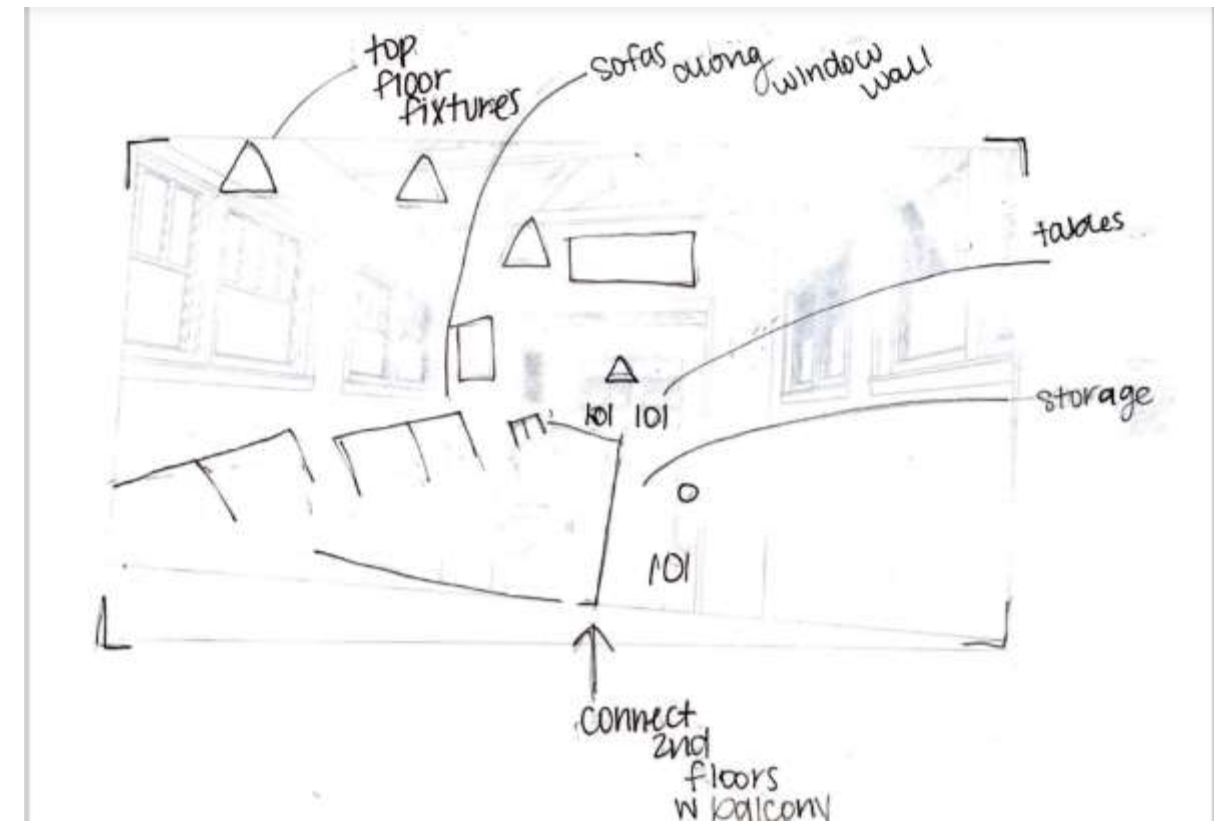 top
floor
fixtures
sofas along window
wall
tables
storage
101 101
101
connect
2nd
floors
w balcony